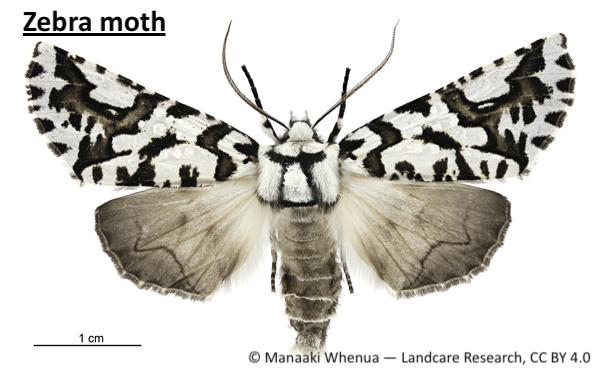 Zebra moth
1 cm
© Manaaki Whenua — Landcare Research, CC BY 4.0